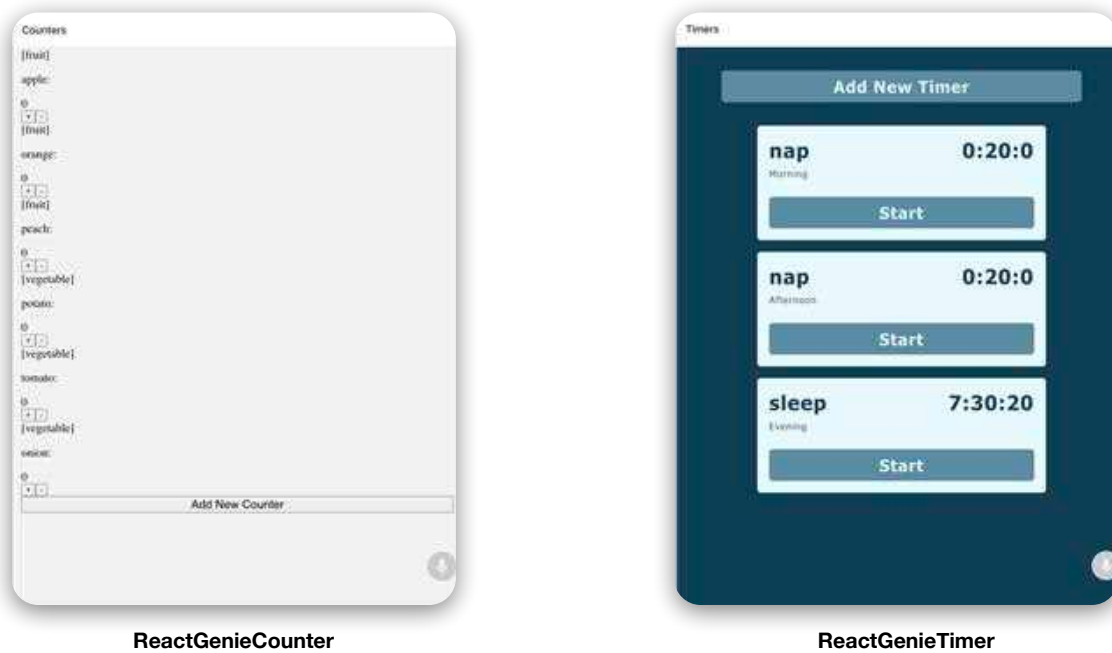 Counters
[fruit]
apple:
0
+ -
[fruit]
orange:
0
+ -
[fruit]
peach:
0
+ -
[vegetable]
potato:
0
+ -
[vegetable]
tomato:
0
+ -
[vegetable]
onion:
0
+ -
Add New Counter
ReactGenieCounter
Timers
Add New Timer
nap 0:20:0
Morning
Start
nap 0:20:0
Afternoon
Start
sleep 7:30:20
Evening
Start
ReactGenieTimer